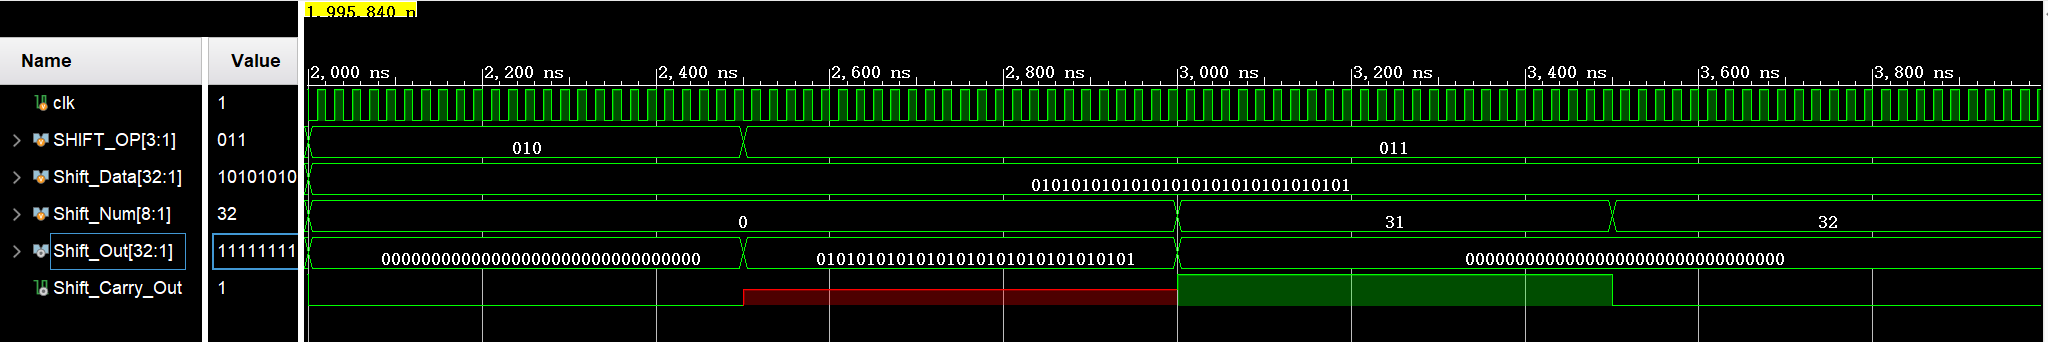 1,995.840 n
Name Value
2,000 ns 2,200 ns 2,400 ns 2,600 ns 2,800 ns 3,000 ns 3,200 ns 3,400 ns 3,600 ns 3,800 ns
clk 1
SHIFT_OP[3:1] 011 010 011
Shift_Data[32:1] 10101010 01010101010101010101010101010101
Shift_Num[8:1] 32 0 31 32
Shift_Out[32:1] 11111111 00000000000000000000000000000000 01010101010101010101010101010101 00000000000000000000000000000000
Shift_Carry_Out 1